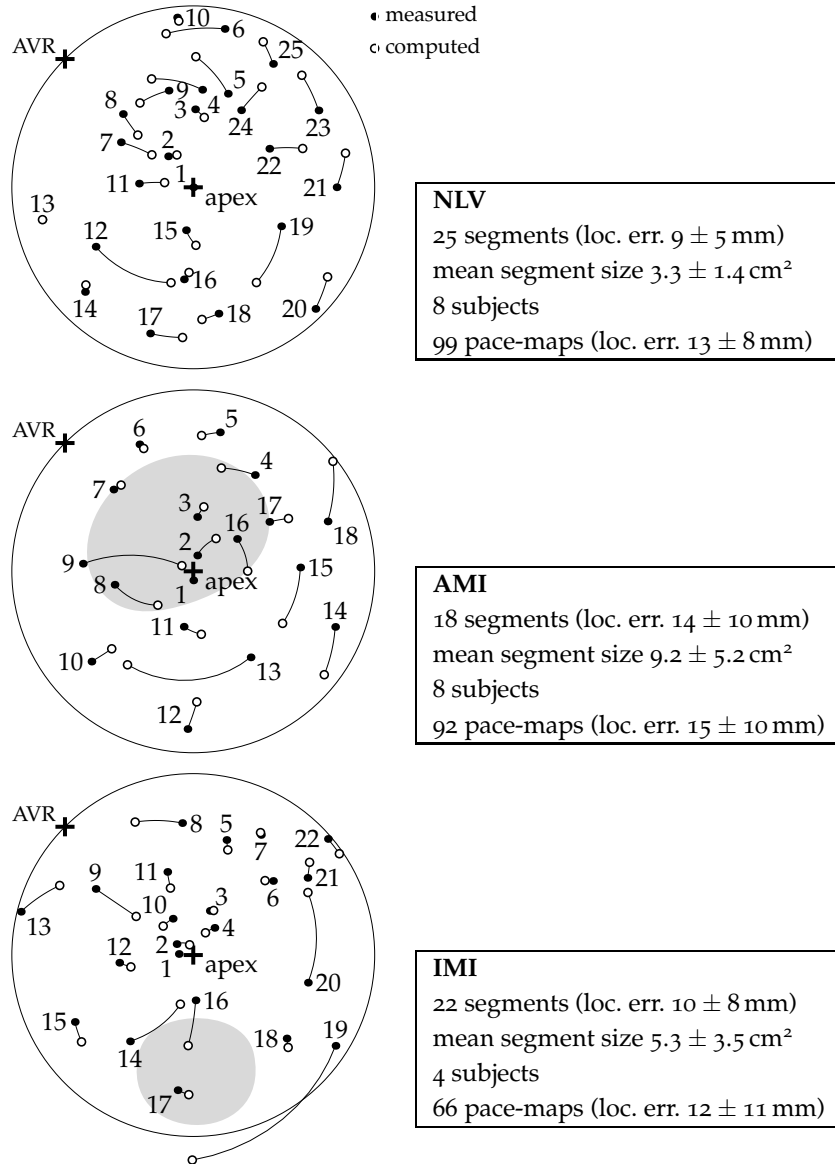 measured
computed
AVR
10
6
25
9
5
4
3
8
24
23
7
2
22
1
11
21
apex
13
12
15
19
16
14
17
18
20
NLV
25 segments (loc. err. 9 ± 5 mm)
mean segment size 3.3 ± 1.4 cm²
8 subjects
99 pace-maps (loc. err. 13 ± 8 mm)
AVR
6
5
4
7
3
17
16
18
2
9
15
8
1
apex
14
11
10
13
12
AMI
18 segments (loc. err. 14 ± 10 mm)
mean segment size 9.2 ± 5.2 cm²
8 subjects
92 pace-maps (loc. err. 15 ± 10 mm)
AVR
8
5
7
22
11
9
6
21
10
3
13
4
12
2
1
apex
20
16
15
14
18
19
17
IMI
22 segments (loc. err. 10 ± 8 mm)
mean segment size 5.3 ± 3.5 cm²
4 subjects
66 pace-maps (loc. err. 12 ± 11 mm)